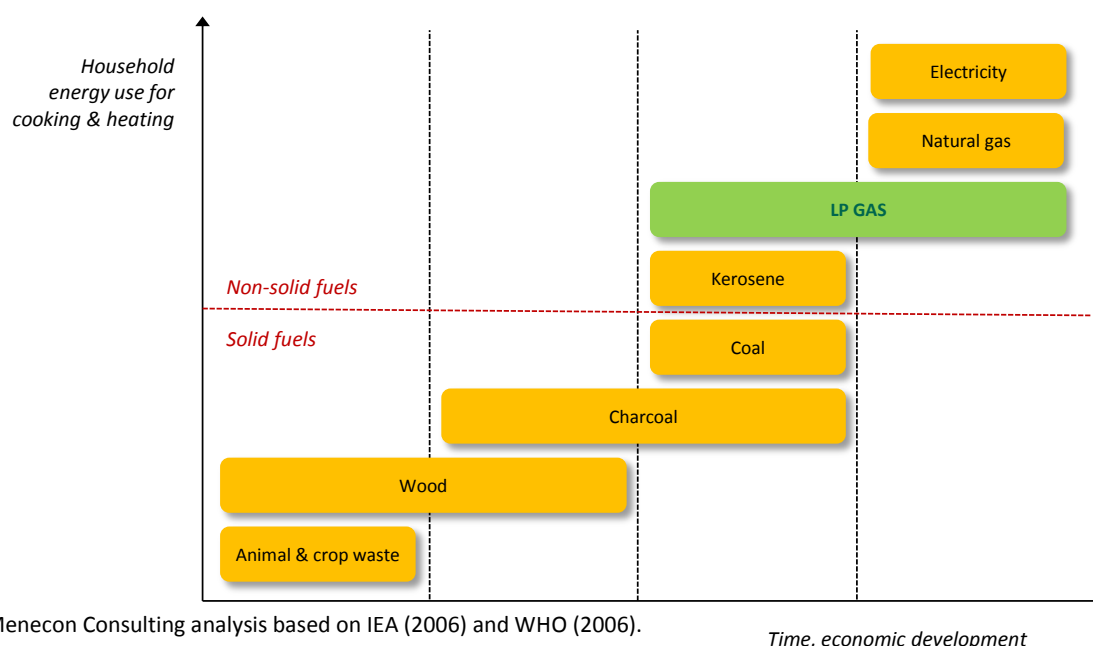 Household
energy use for
cooking & heating
Electricity
Natural gas
LP GAS
Kerosene
Non-solid fuels
Solid fuels
Coal
Charcoal
Wood
Animal & crop waste
Menecon Consulting analysis based on IEA (2006) and WHO (2006).
Time, economic development